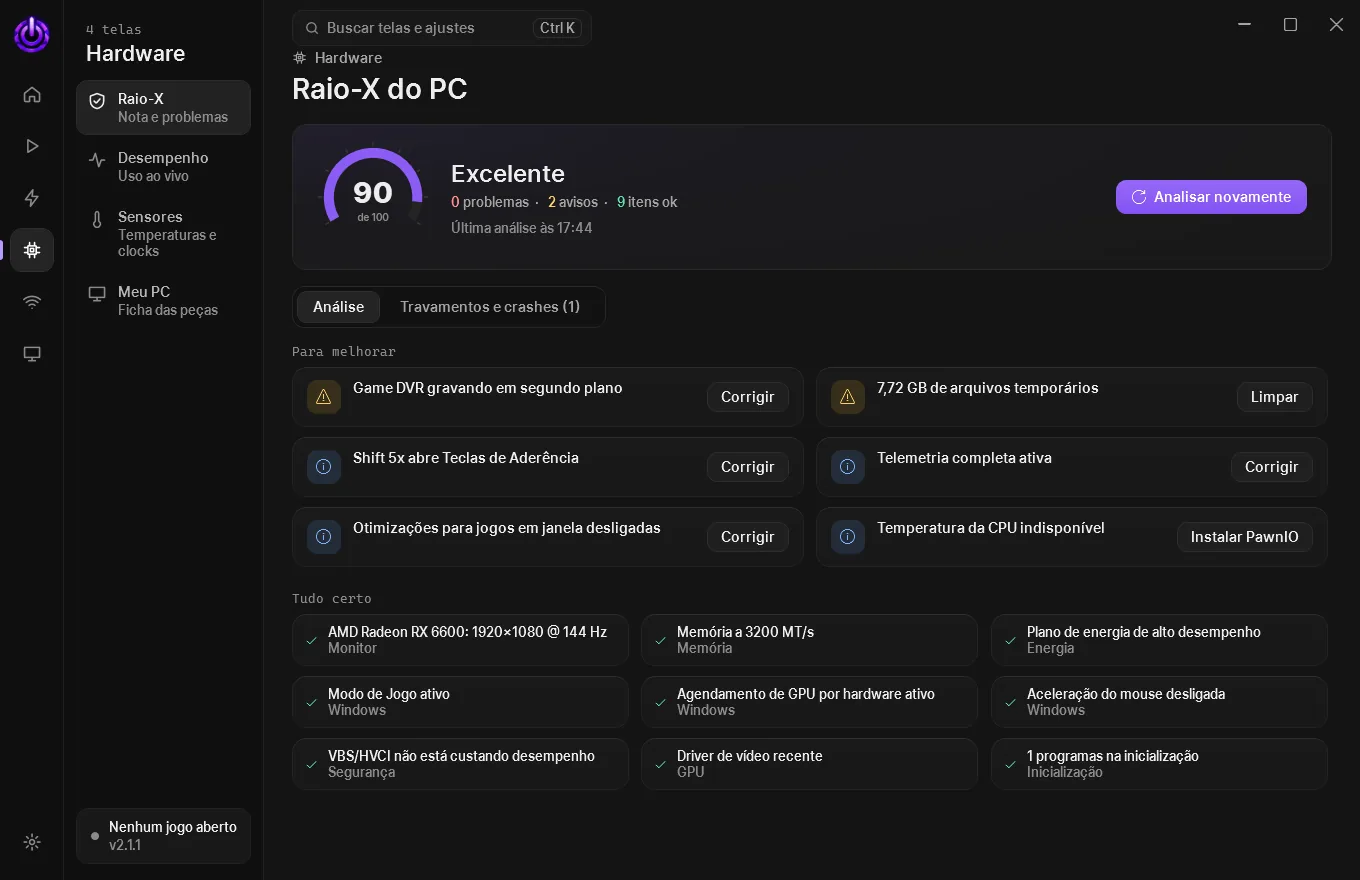 4 telas
Hardware
Raio-X
Nota e problemas
Desempenho
Uso ao vivo
Sensores
Temperaturas e
clocks
Meu PC
Ficha das peças
Nenhum jogo aberto
v2.1.1
Buscar telas e ajustes
Ctrl K
Hardware
Raio-X do PC
90
de 100
Excelente
0 problemas · 2 avisos · 9 itens ok
Última análise às 17:44
Analisar novamente
Análise
Travamentos e crashes (1)
Para melhorar
Game DVR gravando em segundo plano
Corrigir
7,72 GB de arquivos temporários
Limpar
Shift 5x abre Teclas de Aderência
Corrigir
Telemetria completa ativa
Corrigir
Otimizações para jogos em janela desligadas
Corrigir
Temperatura da CPU indisponível
Instalar PawnIO
Tudo certo
AMD Radeon RX 6600: 1920×1080 @ 144 Hz
Monitor
Memória a 3200 MT/s
Memória
Plano de energia de alto desempenho
Energia
Modo de Jogo ativo
Windows
Agendamento de GPU por hardware ativo
Windows
Aceleração do mouse desligada
Windows
VBS/HVCI não está custando desempenho
Segurança
Driver de vídeo recente
GPU
1 programas na inicialização
Inicialização